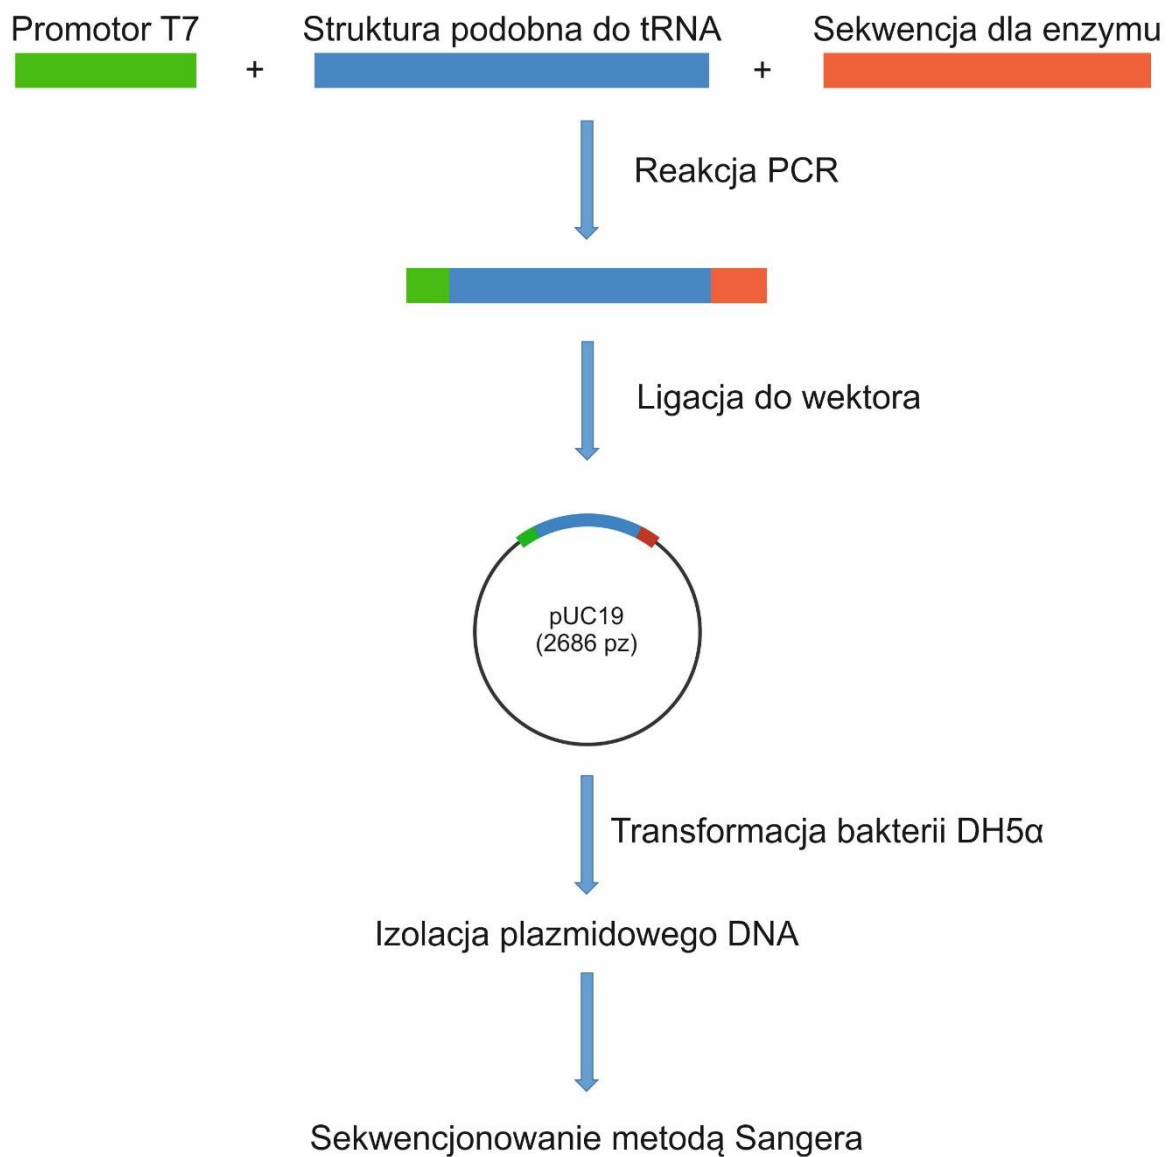 Promotor T7
Struktura podobna do tRNA
Sekwencja dla enzymu
+
+
Reakcja PCR
Ligacja do wektora
pUC19
(2686 pz)
Transformacja bakterii DH5α
Izolacja plazmidowego DNA
Sekwencjonowanie metodą Sangera